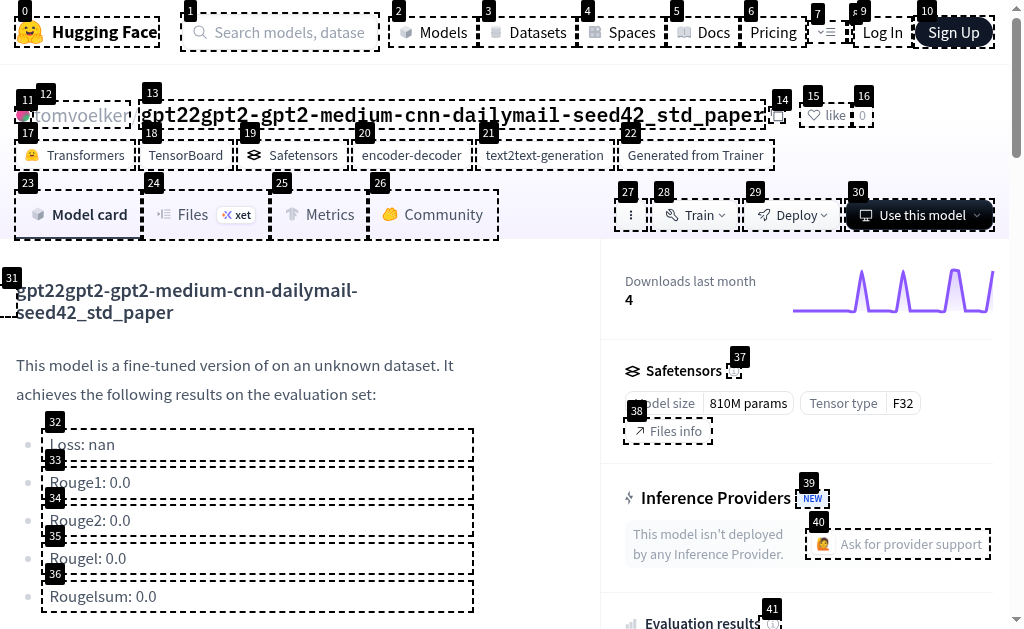 0 1 2 3 4 5 6 7 9 10
Hugging Face Search models, datase Models Datasets Spaces Docs Pricing Log In Sign Up
11 12 13 14 15 16
tomvoelker gpt22gpt2-gpt2-medium-cnn-dailymail-seed42_std_paper like 0
17 18 19 20 21 22
Transformers TensorBoard Safetensors encoder-decoder text2text-generation Generated from Trainer
23 24 25 26 27 28 29 30
Model card Files xet Metrics Community Train Deploy Use this model
31
gpt22gpt2-gpt2-medium-cnn-dailymail-
seed42_std_paper
This model is a fine-tuned version of on an unknown dataset. It
achieves the following results on the evaluation set:
32
Loss: nan
33
Rouge1: 0.0
34
Rouge2: 0.0
35
Rougel: 0.0
36
Rougelsum: 0.0
Downloads last month
4
37
Safetensors
Model size 810M params Tensor type F32
38
Files info
39
Inference Providers NEW
40
This model isn't deployed
by any Inference Provider.
Ask for provider support
41
Evaluation results